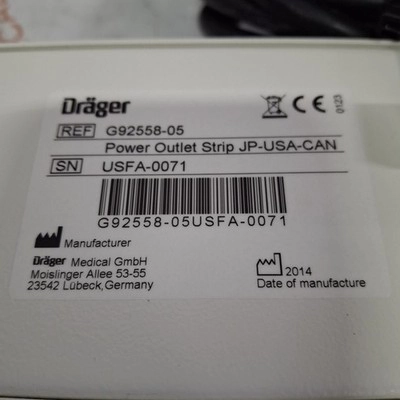 Dräger
0123
REF G92558-05
Power Outlet Strip JP-USA-CAN
SN USFA-0071
G92558-05USFA-0071
Manufacturer
Dräger Medical GmbH
Moislinger Allee 53-55
23542 Lübeck,Germany
2014
Date of manufacture